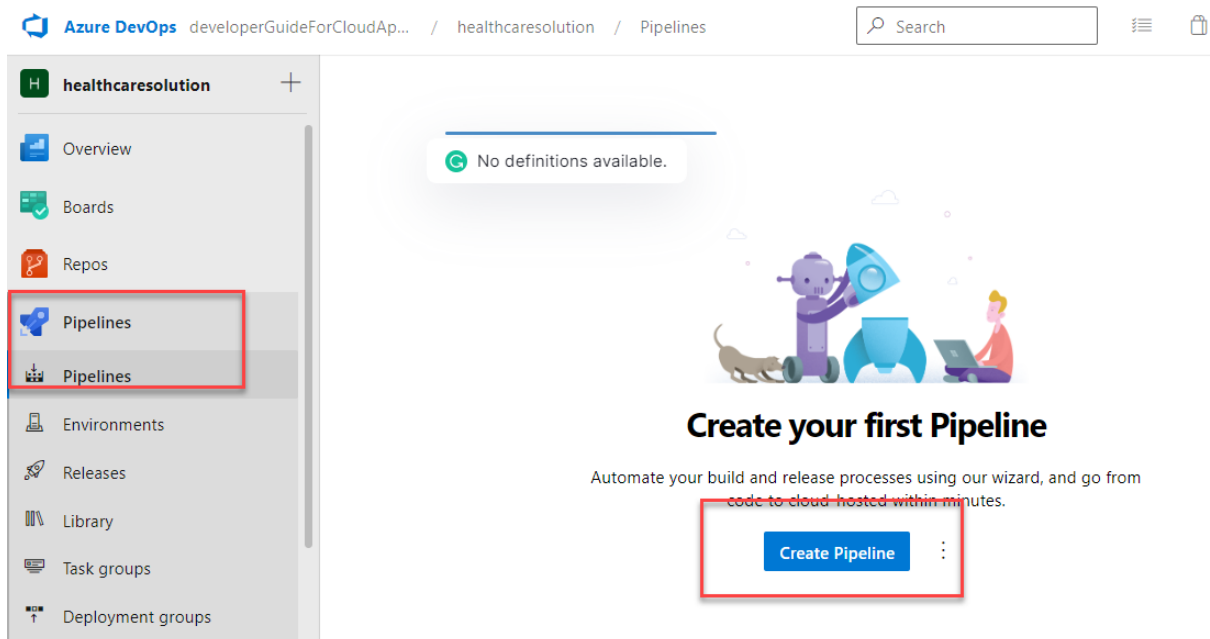 Azure DevOps developerGuideForCloudAp... / healthcaresolution / Pipelines
Search
H healthcaresolution
Overview
Boards
Repos
Pipelines
Pipelines
Environments
Releases
Library
Task groups
Deployment groups
G No definitions available.
Create your first Pipeline
Automate your build and release processes using our wizard, and go from
code to cloud-hosted within minutes.
Create Pipeline